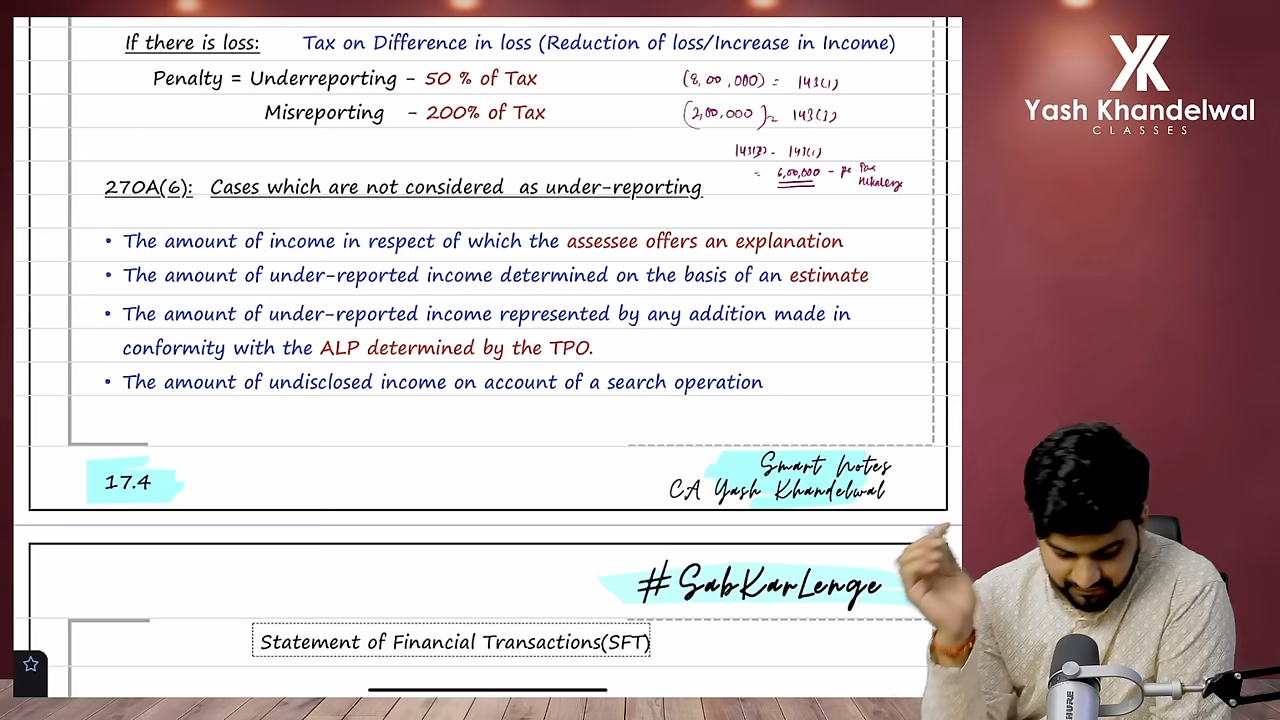 If there is loss: Tax on Difference in loss (Reduction of loss/Increase in Income)
Penalty = Underreporting - 50 % of Tax
Misreporting - 200% of Tax
(8,00,000) = 143(1)
(2,00,000) = 143(3)
143(3) - 143(1)
= 6,00,000 - pe Tax
Nikalenge
270A(6): Cases which are not considered as under-reporting
• The amount of income in respect of which the assessee offers an explanation
• The amount of under-reported income determined on the basis of an estimate
• The amount of under-reported income represented by any addition made in
conformity with the ALP determined by the TPO.
• The amount of undisclosed income on account of a search operation
17.4
Smart Notes
CA Yash Khandelwal
#SabKarLenge
Statement of Financial Transactions(SFT)
YK
Yash Khandelwal
CLASSES
SHURE